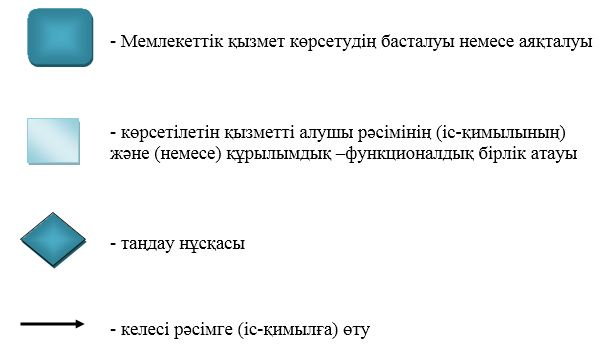 - Мемлекеттік қызмет көрсетудің басталуы немесе аяқталуы
- көрсетілетін қызметті алушы рәсімінің (іс-қимылының)
және (немесе) құрылымдық –функционалдық бірлік атауы
- таңдау нұсқасы
- келесі рәсімге (іс-қимылға) өту